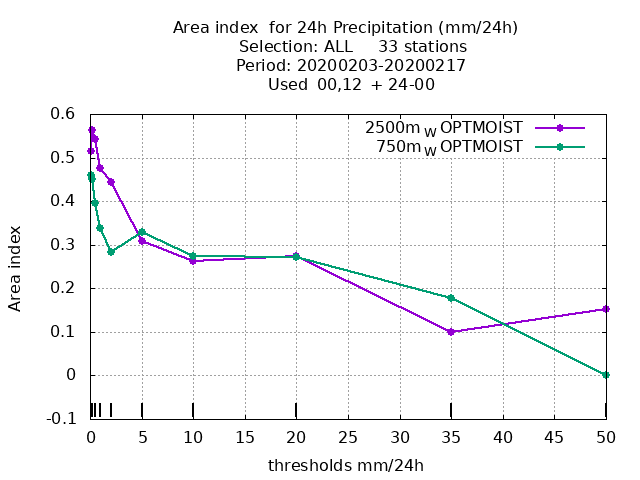 Area index  for 24h Precipitation (mm/24h)
Selection: ALL     33 stations
Period: 20200203-20200217
Used  00,12  + 24-00
2500m W OPTMOIST
750m W OPTMOIST
0.6
0.5
0.4
0.3
0.2
0.1
0
-0.1
Area index
0 5 10 15 20 25 30 35 40 45 50
thresholds mm/24h